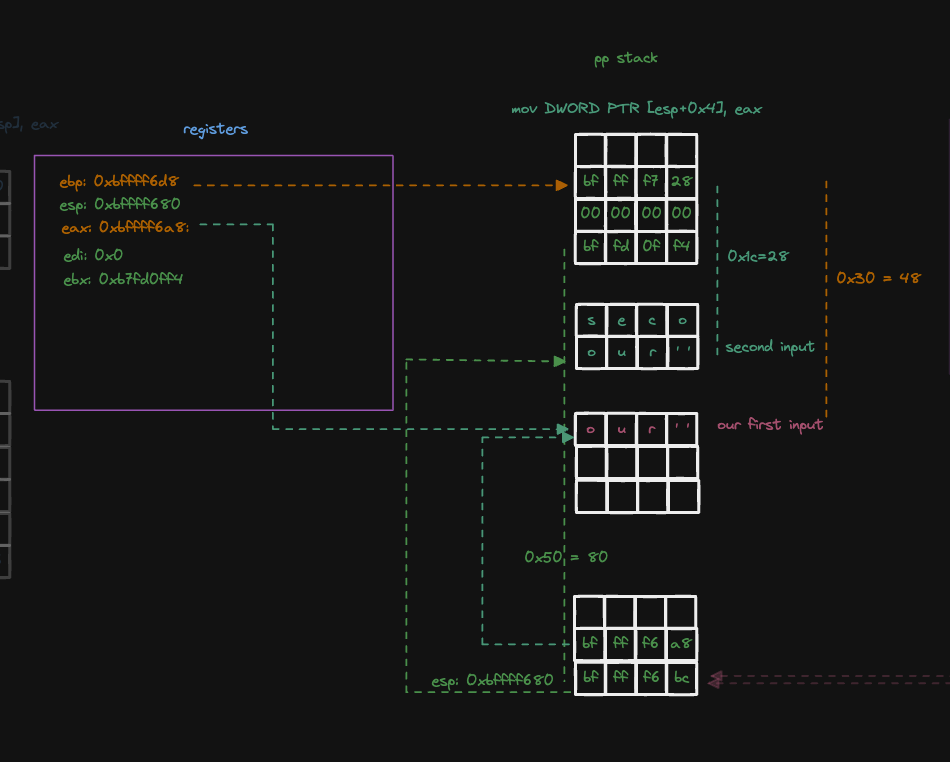 pp stack
mov DWORD PTR [esp+0x4], eax
sp], eax
registers
ebp: 0xbffff6d8
esp: 0xbffff680
eax: 0xbffff6a8:
edi: 0x0
ebx: 0xb7fd0ff4
bf ff f7 28
00 00 00 00
bf fd 0f f4
0x1c=28
0x30 = 48
s e c o
o u r ' '
second input
o u r ' '
our first input
0x50 = 80
bf ff f6 a8
esp: 0xbffff680
bf ff f6 bc